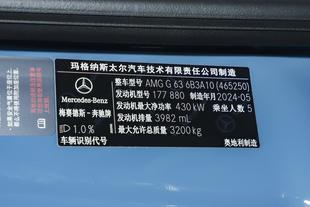 玛格纳斯太尔汽车技术有限责任公司制造
整车型号 AMG G 63 6B3A10 (465250)
发动机型号 177 880 制造年月 2024-05
发动机最大净功率 430 kW 乘坐人数 5
发动机排量 3982 mL
最大允许总质量 3200 kg
Mercedes-Benz
梅赛德斯-奔驰牌
1.0 %
车辆识别代号
奥地利制造